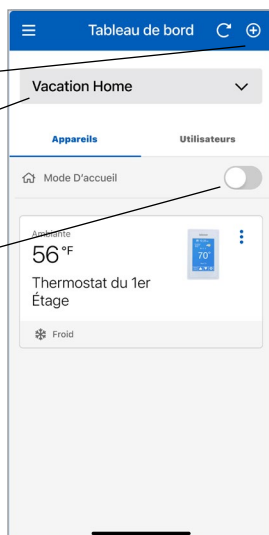 Tableau de bord
Vacation Home
Appareils Utilisateurs
Mode D'accueil
Ambiante
56 °F
70°
Thermostat du 1er
Étage
Froid